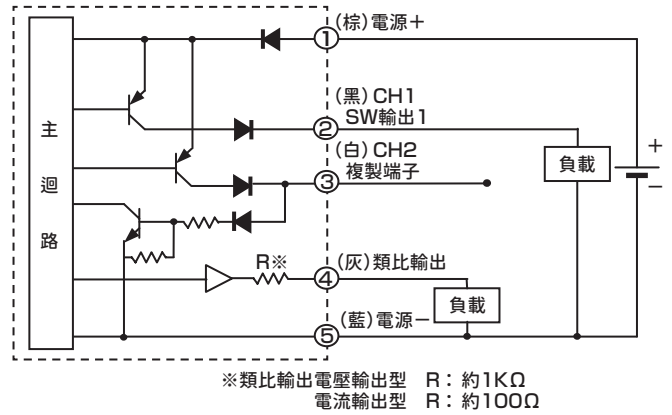 (棕)電源＋
①
(黑)CH1
SW輸出1
②
(白)CH2
複製端子
③
主迴路
R※
(灰)類比輸出
④
(藍)電源－
⑤
負載
負載
＋
－
※類比輸出電壓輸出型　R：約1KΩ
電流輸出型　R：約100Ω